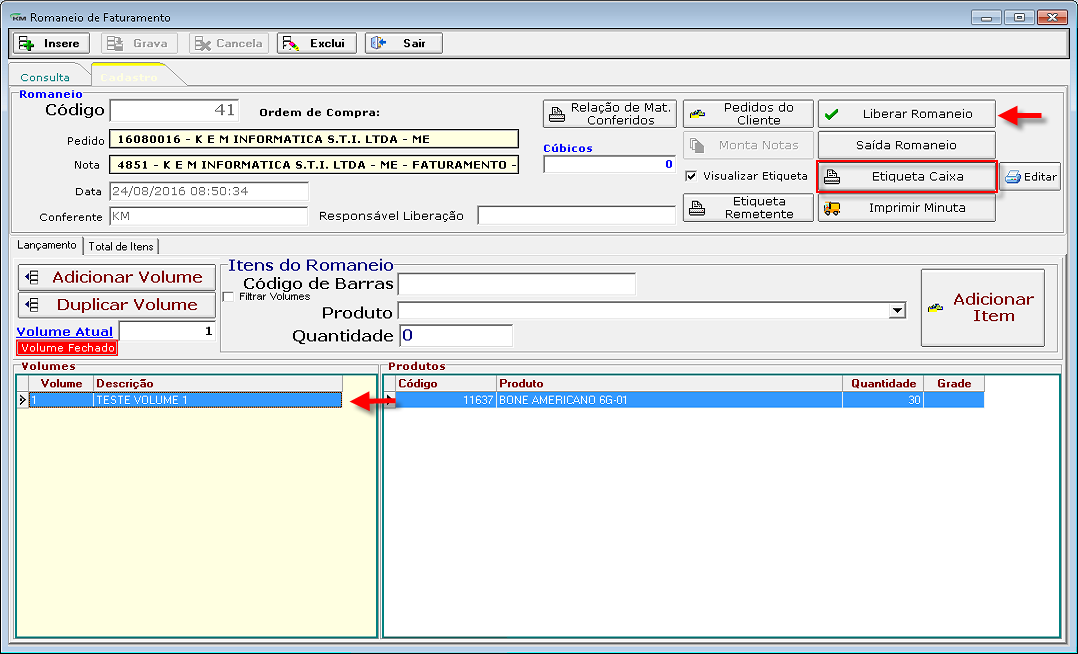 KM Romaneio de Faturamento
Insere Grava Cancela Exclui Sair
Consulta Cadastro
Romaneio
Código 41 Ordem de Compra:
Pedido 16080016 - K E M INFORMATICA S.T.I. LTDA - ME
Nota 4851 - K E M INFORMATICA S.T.I. LTDA - ME - FATURAMENTO -
Data 24/08/2016 08:50:34
Conferente KM Responsável Liberação
Relação de Mat.
Conferidos
Cúbicos
0
Pedidos do
Cliente
Monta Notas
Visualizar Etiqueta
Etiqueta
Remetente
Liberar Romaneio
Saída Romaneio
Etiqueta Caixa
Editar
Imprimir Minuta
Lançamento Total de Itens
Adicionar Volume
Duplicar Volume
Volume Atual 1
Volume Fechado
Itens do Romaneio
Código de Barras
Filtrar Volumes
Produto
Quantidade 0
Adicionar
Item
Volumes
Volume Descrição
1 TESTE VOLUME 1
Produtos
Código Produto Quantidade Grade
11637 BONE AMERICANO 6G-01 30